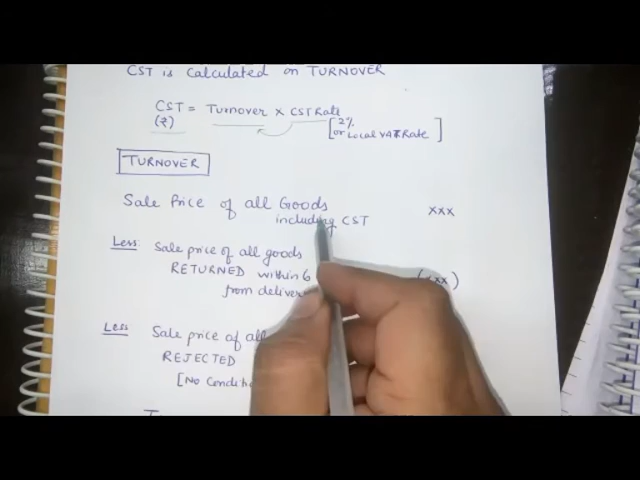 CST is Calculated on TURNOVER
CST = Turnover x CST Rate
(₹) [2%
or Local VAT Rate]
TURNOVER
Sale Price of all Goods xxx
including CST
Less: Sale price of all goods
RETURNED within 6 (xxx)
from
Less Sale price of all
REJECTED
[No